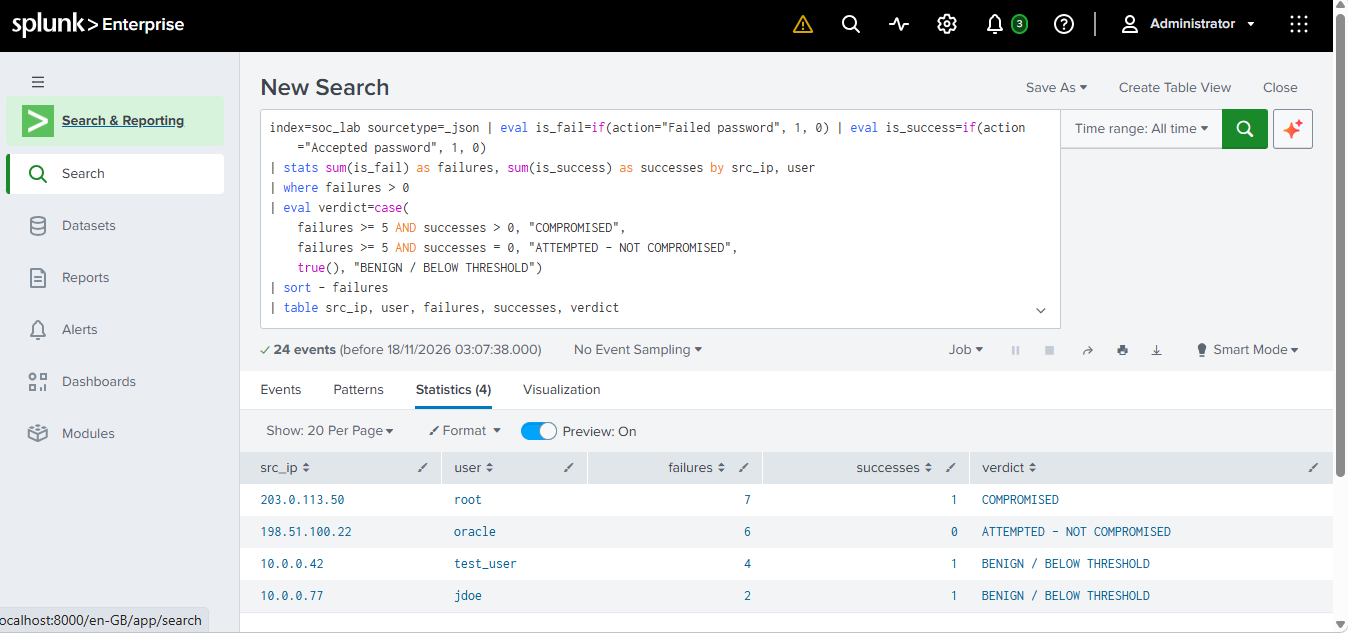 splunk> Enterprise
3
Administrator
Search & Reporting
Search
Datasets
Reports
Alerts
Dashboards
Modules
New Search
Save As
Create Table View
Close
index=soc_lab sourcetype=_json | eval is_fail=if(action="Failed password", 1, 0) | eval is_success=if(action
="Accepted password", 1, 0)
| stats sum(is_fail) as failures, sum(is_success) as successes by src_ip, user
| where failures > 0
| eval verdict=case(
failures >= 5 AND successes > 0, "COMPROMISED",
failures >= 5 AND successes = 0, "ATTEMPTED - NOT COMPROMISED",
true(), "BENIGN / BELOW THRESHOLD")
| sort - failures
| table src_ip, user, failures, successes, verdict
Time range: All time
24 events (before 18/11/2026 03:07:38.000)
No Event Sampling
Job
Smart Mode
Events
Patterns
Statistics (4)
Visualization
Show: 20 Per Page
Format
Preview: On
src_ip user failures successes verdict
203.0.113.50 root 7 1 COMPROMISED
198.51.100.22 oracle 6 0 ATTEMPTED - NOT COMPROMISED
10.0.0.42 test_user 4 1 BENIGN / BELOW THRESHOLD
10.0.0.77 jdoe 2 1 BENIGN / BELOW THRESHOLD
ocalhost:8000/en-GB/app/search